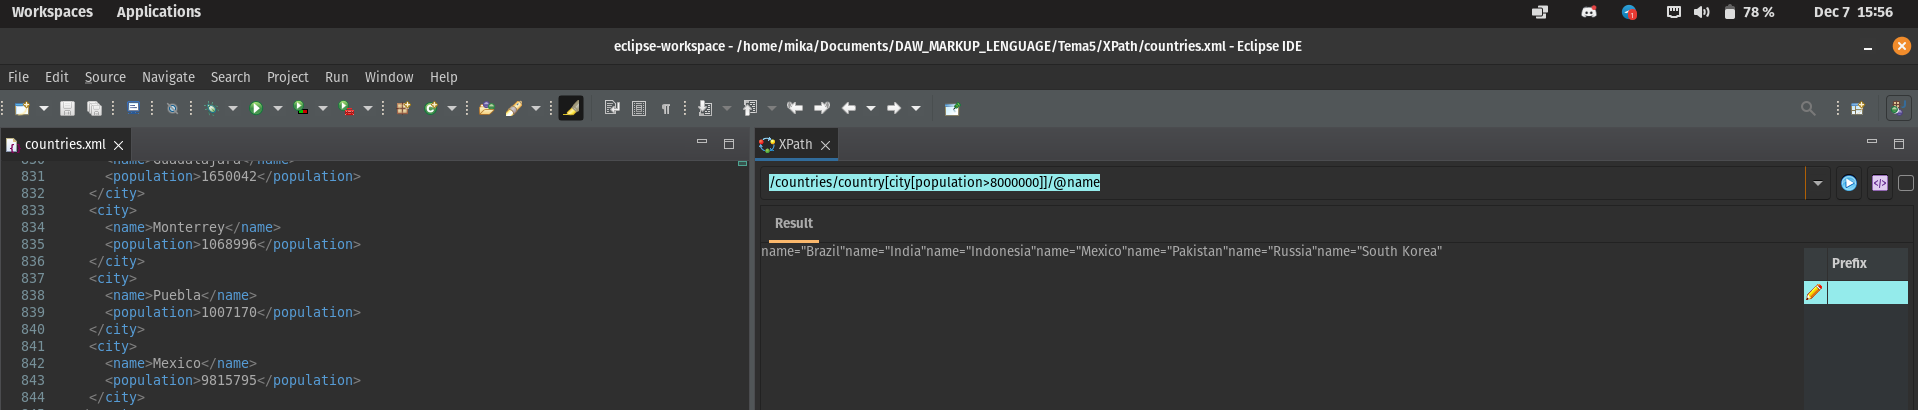 Workspaces Applications 78 % Dec 7 15:56
eclipse-workspace - /home/mika/Documents/DAW_MARKUP_LENGUAGE/Tema5/XPath/countries.xml - Eclipse IDE
File Edit Source Navigate Search Project Run Window Help
countries.xml
831 <population>1650042</population>
832 </city>
833 <city>
834 <name>Monterrey</name>
835 <population>1068996</population>
836 </city>
837 <city>
838 <name>Puebla</name>
839 <population>1007170</population>
840 </city>
841 <city>
842 <name>Mexico</name>
843 <population>9815795</population>
844 </city>
XPath
/countries/country[city[population>8000000]]/@name
Result
name="Brazil"name="India"name="Indonesia"name="Mexico"name="Pakistan"name="Russia"name="South Korea"
Prefix